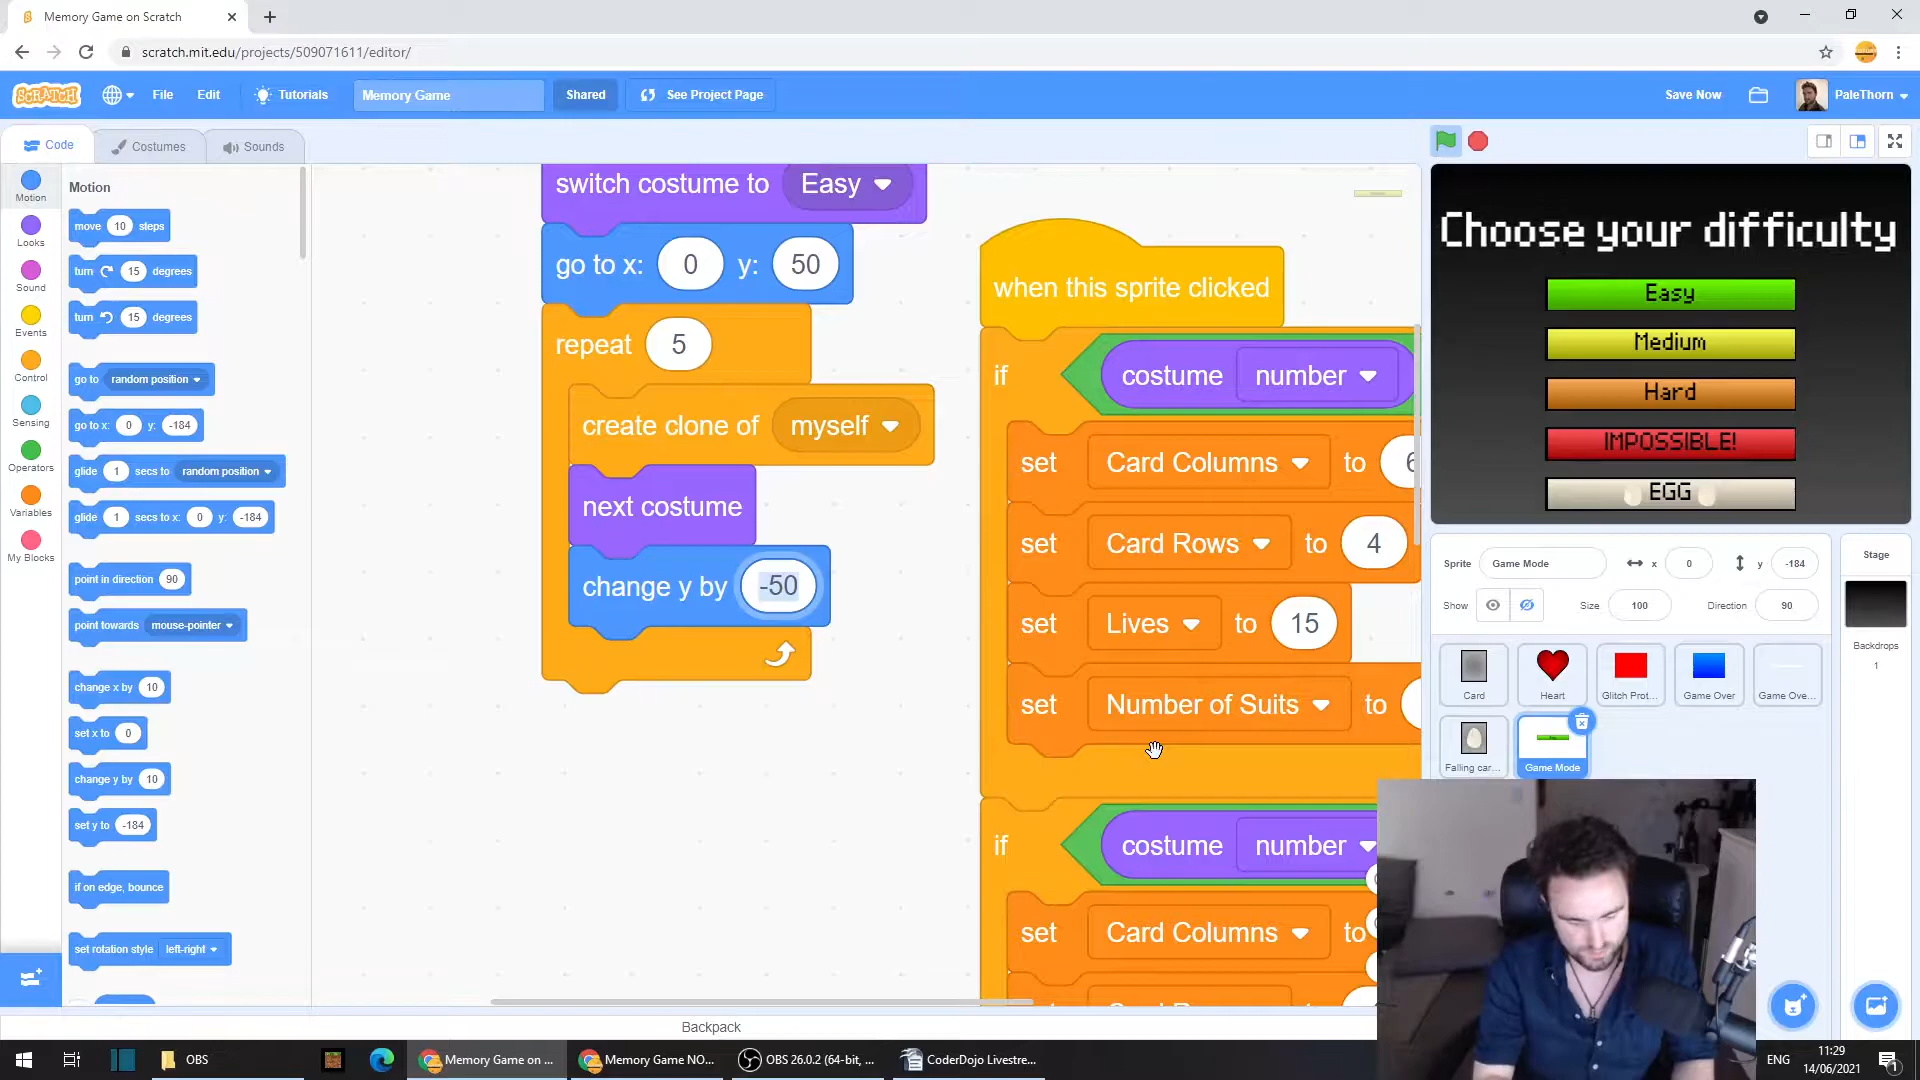 Memory Game on Scratch
scratch.mit.edu/projects/509071611/editor/
SCRATCH
File
Edit
Tutorials
Memory Game
Shared
See Project Page
Save Now
PaleThorn
Code
Costumes
Sounds
Motion
Looks
Sound
Events
Control
Sensing
Operators
Variables
My Blocks
Motion
move 10 steps
turn 15 degrees
turn 15 degrees
go to random position
go to x: 0 y: -184
glide 1 secs to random position
glide 1 secs to x: 0 y: -184
point in direction 90
point towards mouse-pointer
change x by 10
set x to 0
change y by 10
set y to -184
if on edge, bounce
set rotation style left-right
switch costume to Easy
go to x: 0 y: 50
repeat 5
create clone of myself
next costume
change y by -50
when this sprite clicked
if costume number
set Card Columns to 6
set Card Rows to 4
set Lives to 15
set Number of Suits to
if costume number
set Card Columns to
Choose your difficulty
Easy
Medium
Hard
IMPOSSIBLE!
EGG
Sprite Game Mode x 0 y -184
Show Size 100 Direction 90
Card
Heart
Glitch Prot...
Game Over
Game Ove...
Falling car...
Game Mode
Stage
Backdrops
1
Backpack
OBS
Memory Game on ...
Memory Game NO...
OBS 26.0.2 (64-bit, ...
CoderDojo Livestre...
ENG
11:29
14/06/2021
1